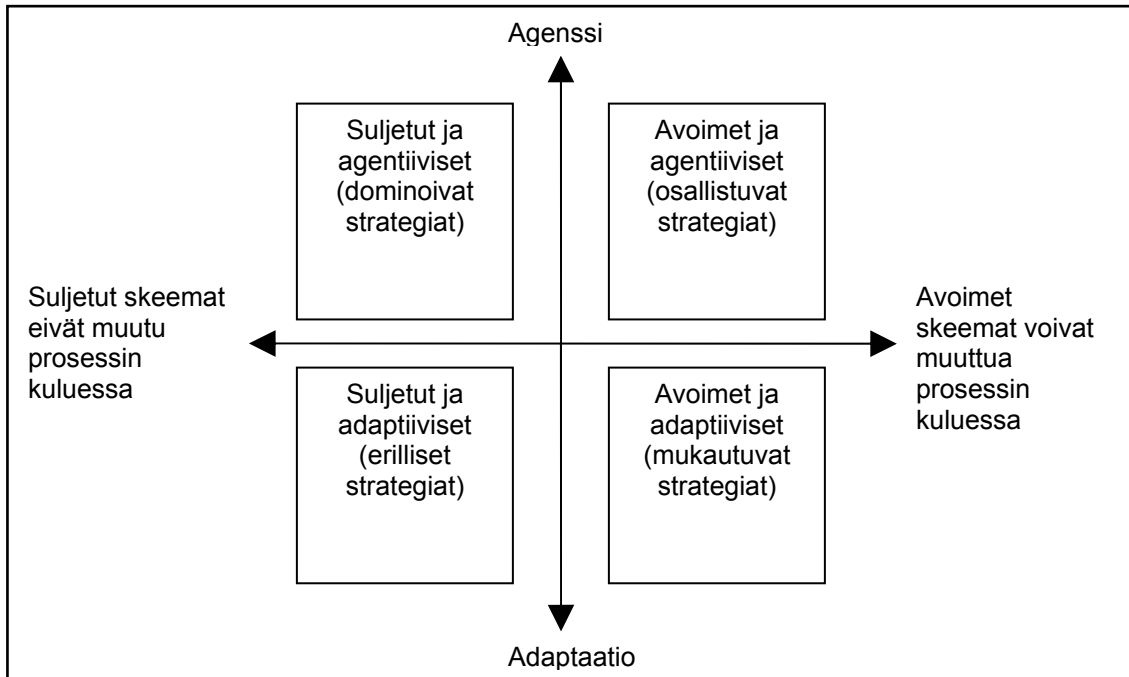 Agenssi
Suljetut ja
agentiiviset
(dominoivat
strategiat)
Avoimet ja
agentiiviset
(osallistuvat
strategiat)
Suljetut skeemat
eivät muutu
prosessin
kuluessa
Avoimet
skeemat voivat
muuttua
prosessin
kuluessa
Suljetut ja
adaptiiviset
(erilliset
strategiat)
Avoimet ja
adaptiiviset
(mukautuvat
strategiat)
Adaptaatio